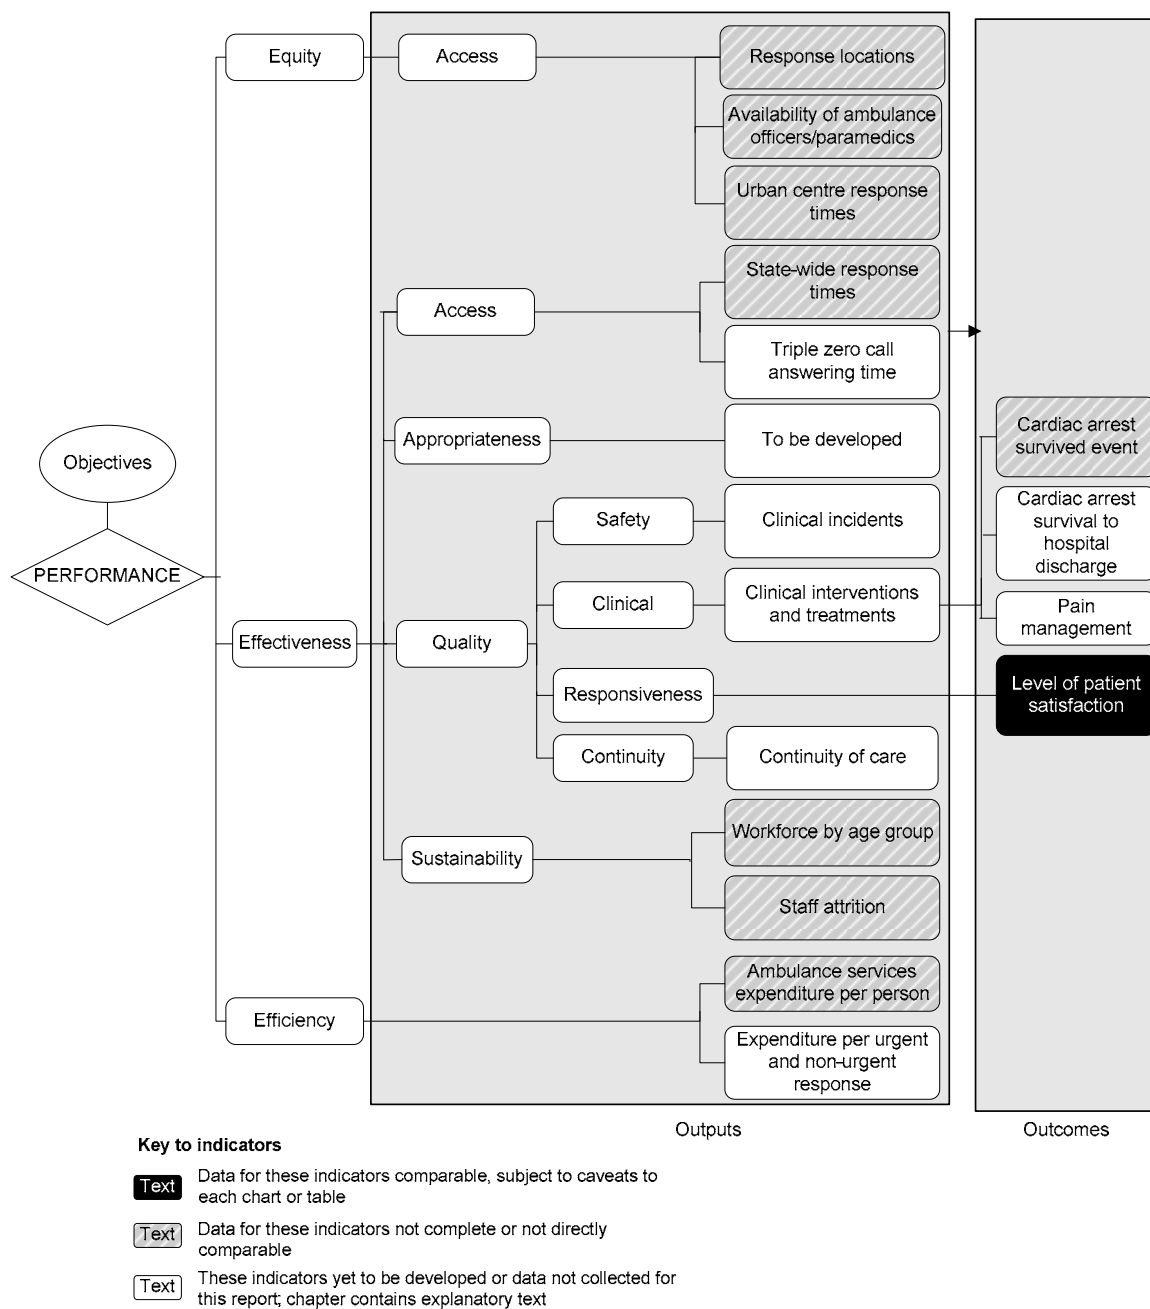 Equity
Access
Response locations
Availability of ambulance
officers/paramedics
Urban centre response
times
State-wide response
times
Access
Triple zero call
answering time
Appropriateness
To be developed
Cardiac arrest
survived event
Objectives
Safety
Clinical incidents
Cardiac arrest
survival to
hospital
discharge
PERFORMANCE
Clinical
Clinical interventions
and treatments
Pain
management
Effectiveness
Quality
Responsiveness
Level of patient
satisfaction
Continuity
Continuity of care
Workforce by age group
Sustainability
Staff attrition
Ambulance services
expenditure per person
Efficiency
Expenditure per urgent
and non-urgent
response
Outputs
Outcomes
Key to indicators
Text
Data for these indicators comparable, subject to caveats to
each chart or table
Text
Data for these indicators not complete or not directly
comparable
Text
These indicators yet to be developed or data not collected for
this report; chapter contains explanatory text